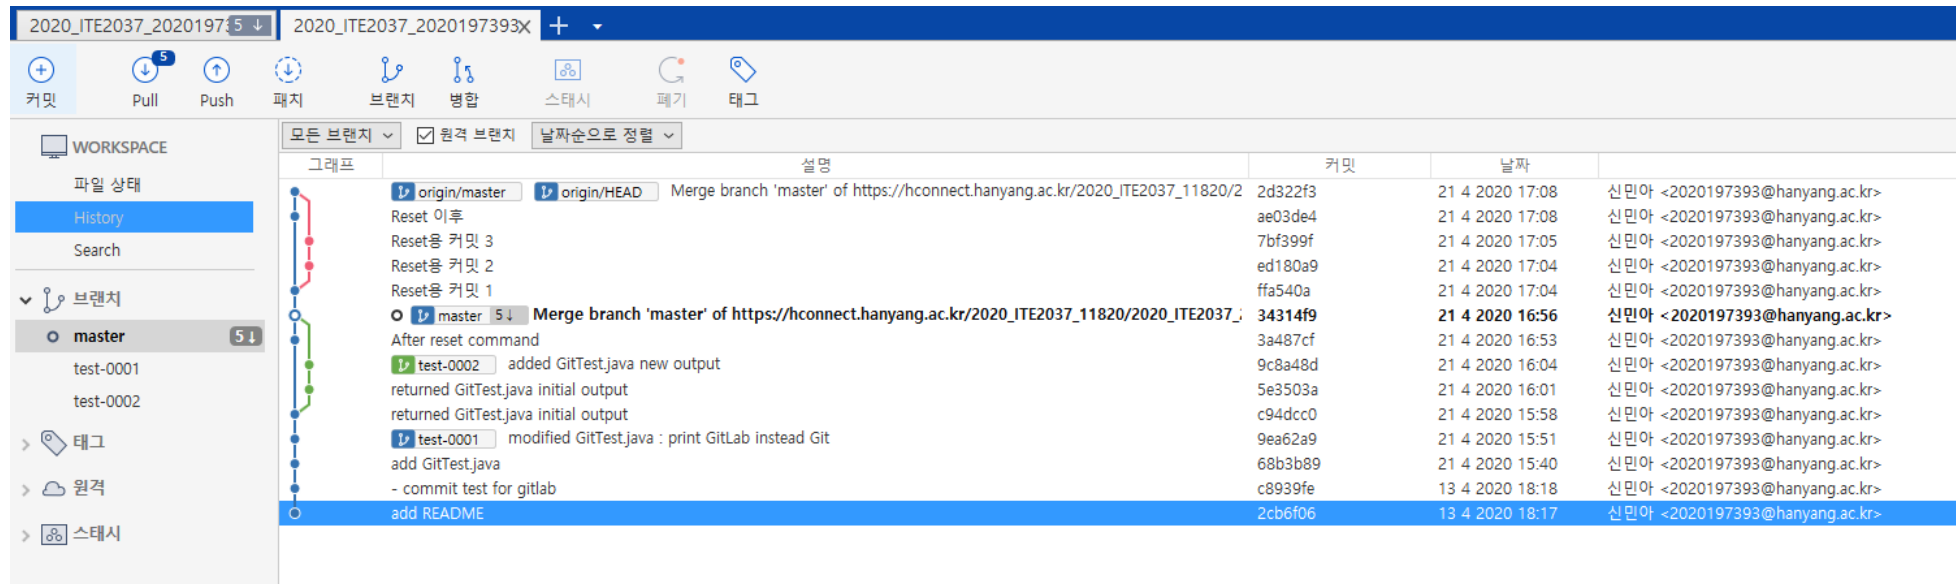 2020_ITE2037_202019735 5 ↓ 2020_ITE2037_2020197393
5
커밋 Pull Push 패치 브랜치 병합 스태시 폐기 태그
모든 브랜치 원격 브랜치 날짜순으로 정렬
WORKSPACE
파일 상태
History
Search
브랜치
master 5↓
test-0001
test-0002
태그
원격
스태시
그래프 설명 커밋 날짜
origin/master origin/HEAD Merge branch 'master' of https://hconnect.hanyang.ac.kr/2020_ITE2037_11820/2 2d322f3 21 4 2020 17:08 신민아 <2020197393@hanyang.ac.kr>
Reset 이후 ae03de4 21 4 2020 17:08 신민아 <2020197393@hanyang.ac.kr>
Reset용 커밋 3 7bf399f 21 4 2020 17:05 신민아 <2020197393@hanyang.ac.kr>
Reset용 커밋 2 ed180a9 21 4 2020 17:04 신민아 <2020197393@hanyang.ac.kr>
Reset용 커밋 1 ffa540a 21 4 2020 17:04 신민아 <2020197393@hanyang.ac.kr>
master 5↓ Merge branch 'master' of https://hconnect.hanyang.ac.kr/2020_ITE2037_11820/2020_ITE2037_ 34314f9 21 4 2020 16:56 신민아 <2020197393@hanyang.ac.kr>
After reset command 3a487cf 21 4 2020 16:53 신민아 <2020197393@hanyang.ac.kr>
test-0002 added GitTest.java new output 9c8a48d 21 4 2020 16:04 신민아 <2020197393@hanyang.ac.kr>
returned GitTest.java initial output 5e3503a 21 4 2020 16:01 신민아 <2020197393@hanyang.ac.kr>
returned GitTest.java initial output c94dcc0 21 4 2020 15:58 신민아 <2020197393@hanyang.ac.kr>
test-0001 modified GitTest.java : print GitLab instead Git 9ea62a9 21 4 2020 15:51 신민아 <2020197393@hanyang.ac.kr>
add GitTest.java 68b3b89 21 4 2020 15:40 신민아 <2020197393@hanyang.ac.kr>
- commit test for gitlab c8939fe 13 4 2020 18:18 신민아 <2020197393@hanyang.ac.kr>
add README 2cb6f06 13 4 2020 18:17 신민아 <2020197393@hanyang.ac.kr>